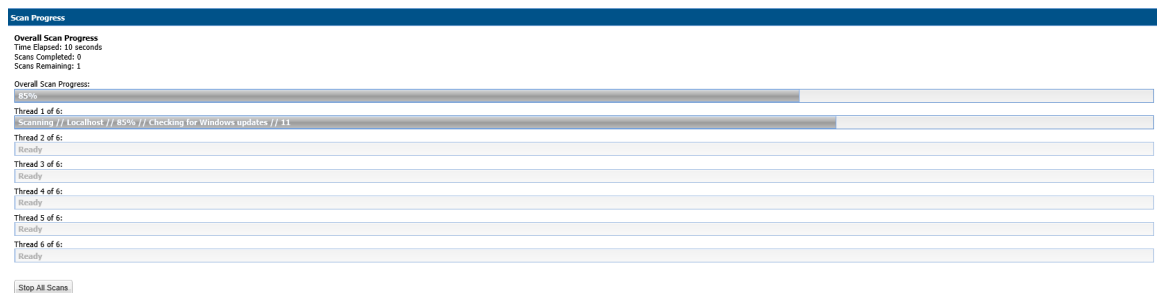 Scan Progress
Overall Scan Progress
Time Elapsed: 10 seconds
Scans Completed: 0
Scans Remaining: 1
Overall Scan Progress:
85%
Thread 1 of 6:
Scanning // Localhost // 85% // Checking for Windows updates // 11
Thread 2 of 6:
Ready
Thread 3 of 6:
Ready
Thread 4 of 6:
Ready
Thread 5 of 6:
Ready
Thread 6 of 6:
Ready
Stop All Scans